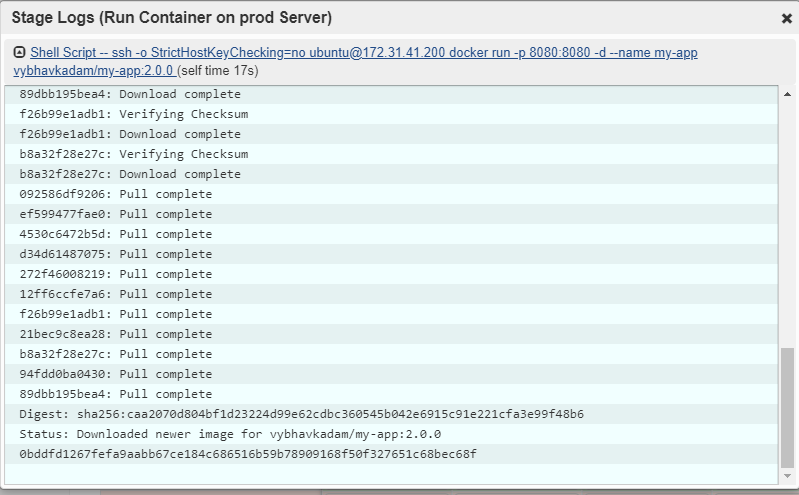 Stage Logs (Run Container on prod Server)
Shell Script -- ssh -o StrictHostKeyChecking=no ubuntu@172.31.41.200 docker run -p 8080:8080 -d --name my-app
vybhavkadam/my-app:2.0.0 (self time 17s)
89dbb195bea4: Download complete
f26b99e1adb1: Verifying Checksum
f26b99e1adb1: Download complete
b8a32f28e27c: Verifying Checksum
b8a32f28e27c: Download complete
092586df9206: Pull complete
ef599477fae0: Pull complete
4530c6472b5d: Pull complete
d34d61487075: Pull complete
272f46008219: Pull complete
12ff6ccfe7a6: Pull complete
f26b99e1adb1: Pull complete
21bec9c8ea28: Pull complete
b8a32f28e27c: Pull complete
94fdd0ba0430: Pull complete
89dbb195bea4: Pull complete
Digest: sha256:caa2070d804bf1d23224d99e62cdbc360545b042e6915c91e221cfa3e99f48b6
Status: Downloaded newer image for vybhavkadam/my-app:2.0.0
0bddfd1267fefa9aabb67ce184c686516b59b78909168f50f327651c68bec68f